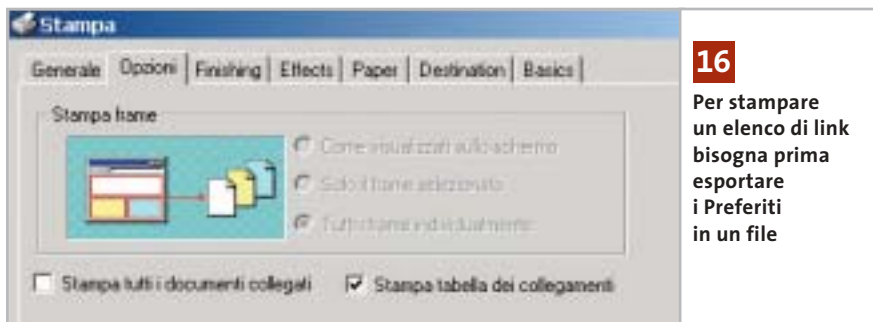 Stampa
Generale Opzioni Finishing Effects Paper Destination Basics
Stampa frame
Come visualizzati sullo schermo
Solo il frame selezionato
Tutti i frame individualmente
Stampa tutti i documenti collegati Stampa tabella dei collegamenti
16
Per stampare
un elenco di link
bisogna prima
esportare
i Preferiti
in un file